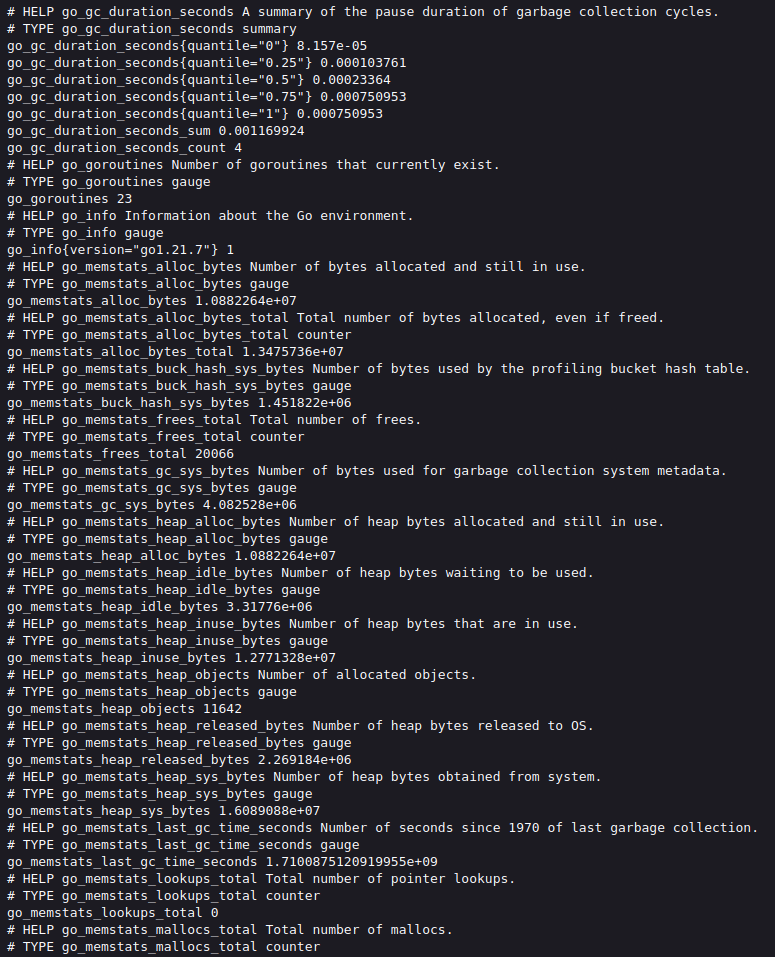 # HELP go_gc_duration_seconds A summary of the pause duration of garbage collection cycles.
# TYPE go_gc_duration_seconds summary
go_gc_duration_seconds{quantile="0"} 8.157e-05
go_gc_duration_seconds{quantile="0.25"} 0.000103761
go_gc_duration_seconds{quantile="0.5"} 0.00023364
go_gc_duration_seconds{quantile="0.75"} 0.000750953
go_gc_duration_seconds{quantile="1"} 0.000750953
go_gc_duration_seconds_sum 0.001169924
go_gc_duration_seconds_count 4
# HELP go_goroutines Number of goroutines that currently exist.
# TYPE go_goroutines gauge
go_goroutines 23
# HELP go_info Information about the Go environment.
# TYPE go_info gauge
go_info{version="go1.21.7"} 1
# HELP go_memstats_alloc_bytes Number of bytes allocated and still in use.
# TYPE go_memstats_alloc_bytes gauge
go_memstats_alloc_bytes 1.0882264e+07
# HELP go_memstats_alloc_bytes_total Total number of bytes allocated, even if freed.
# TYPE go_memstats_alloc_bytes_total counter
go_memstats_alloc_bytes_total 1.3475736e+07
# HELP go_memstats_buck_hash_sys_bytes Number of bytes used by the profiling bucket hash table.
# TYPE go_memstats_buck_hash_sys_bytes gauge
go_memstats_buck_hash_sys_bytes 1.451822e+06
# HELP go_memstats_frees_total Total number of frees.
# TYPE go_memstats_frees_total counter
go_memstats_frees_total 20066
# HELP go_memstats_gc_sys_bytes Number of bytes used for garbage collection system metadata.
# TYPE go_memstats_gc_sys_bytes gauge
go_memstats_gc_sys_bytes 4.082528e+06
# HELP go_memstats_heap_alloc_bytes Number of heap bytes allocated and still in use.
# TYPE go_memstats_heap_alloc_bytes gauge
go_memstats_heap_alloc_bytes 1.0882264e+07
# HELP go_memstats_heap_idle_bytes Number of heap bytes waiting to be used.
# TYPE go_memstats_heap_idle_bytes gauge
go_memstats_heap_idle_bytes 3.31776e+06
# HELP go_memstats_heap_inuse_bytes Number of heap bytes that are in use.
# TYPE go_memstats_heap_inuse_bytes gauge
go_memstats_heap_inuse_bytes 1.2771328e+07
# HELP go_memstats_heap_objects Number of allocated objects.
# TYPE go_memstats_heap_objects gauge
go_memstats_heap_objects 11642
# HELP go_memstats_heap_released_bytes Number of heap bytes released to OS.
# TYPE go_memstats_heap_released_bytes gauge
go_memstats_heap_released_bytes 2.269184e+06
# HELP go_memstats_heap_sys_bytes Number of heap bytes obtained from system.
# TYPE go_memstats_heap_sys_bytes gauge
go_memstats_heap_sys_bytes 1.6089088e+07
# HELP go_memstats_last_gc_time_seconds Number of seconds since 1970 of last garbage collection.
# TYPE go_memstats_last_gc_time_seconds gauge
go_memstats_last_gc_time_seconds 1.7100875120919955e+09
# HELP go_memstats_lookups_total Total number of pointer lookups.
# TYPE go_memstats_lookups_total counter
go_memstats_lookups_total 0
# HELP go_memstats_mallocs_total Total number of mallocs.
# TYPE go_memstats_mallocs_total counter